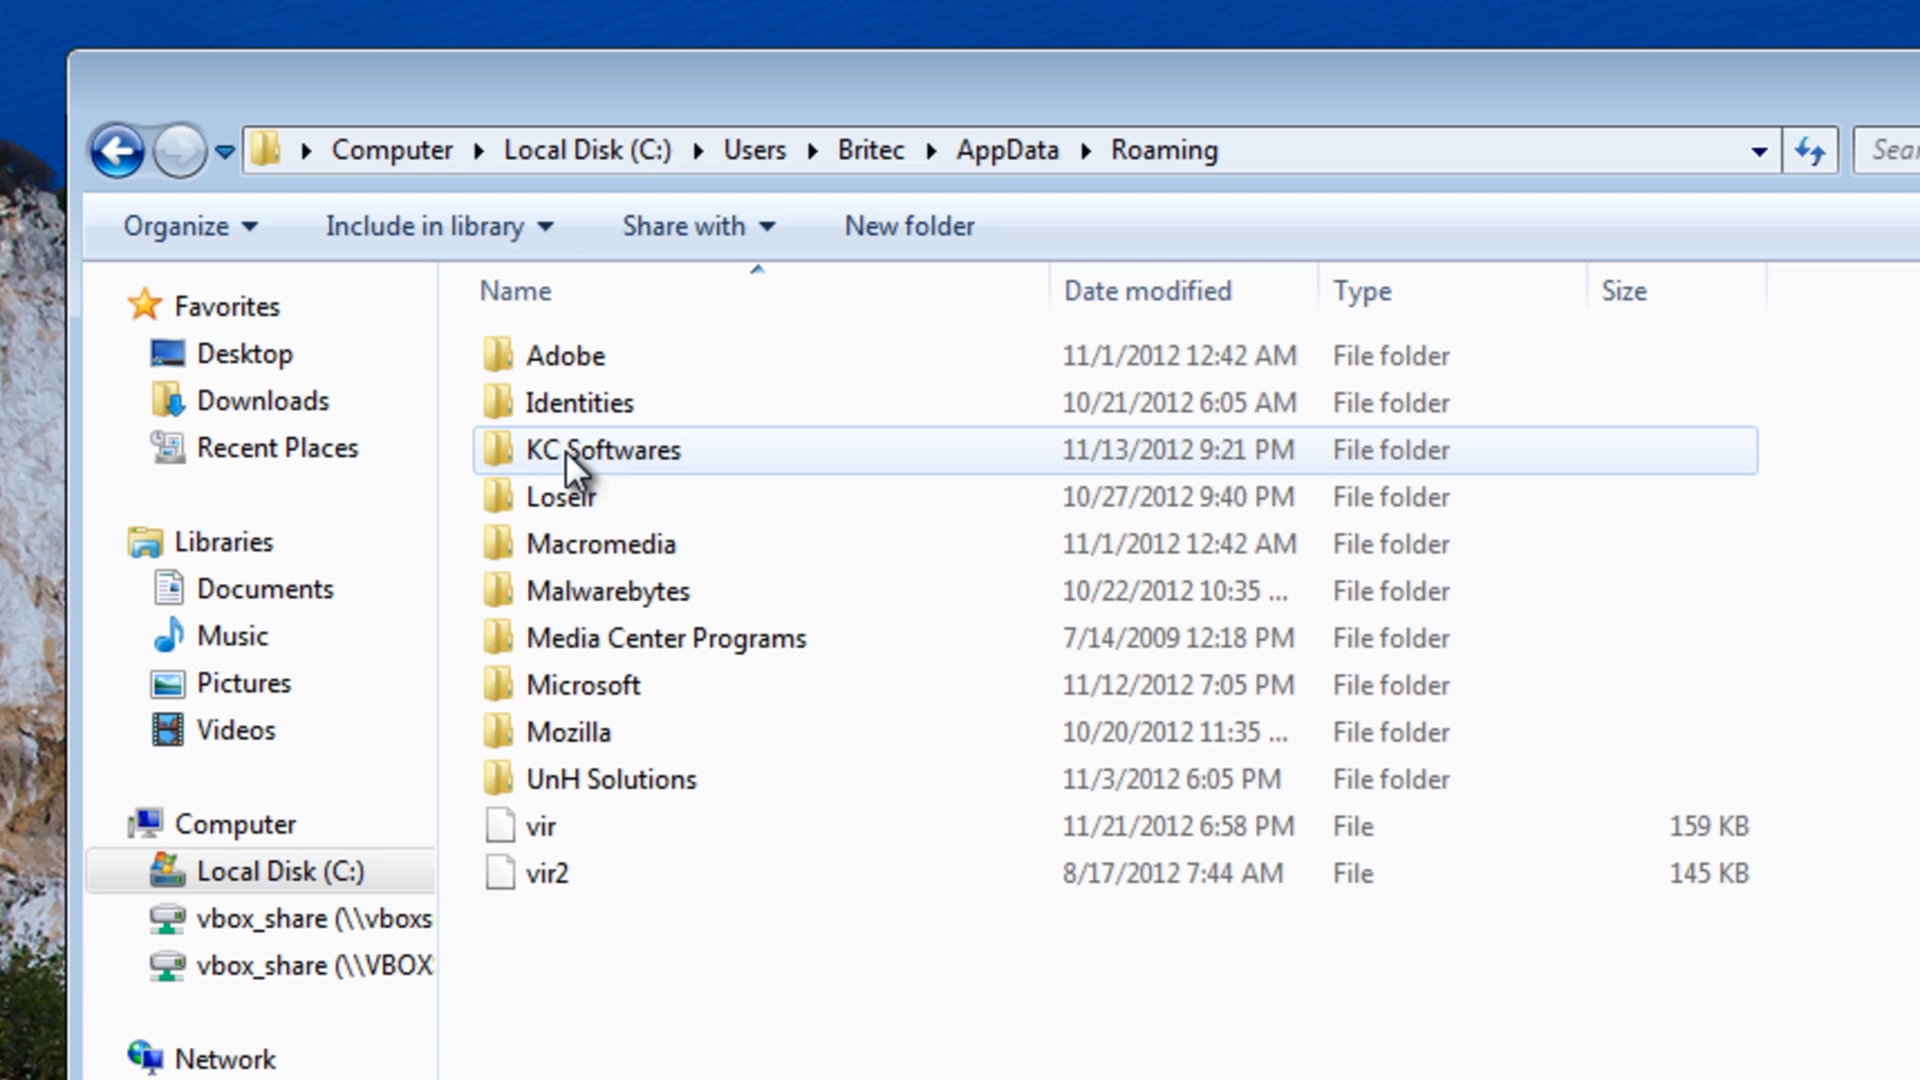 Computer Local Disk (C:) Users Britec AppData Roaming
Organize Include in library Share with New folder
Name Date modified Type Size
Favorites
Desktop
Downloads
Recent Places
Libraries
Documents
Music
Pictures
Videos
Computer
Local Disk (C:)
vbox_share (\\vboxs
vbox_share (\\VBOX
Network
Adobe 11/1/2012 12:42 AM File folder
Identities 10/21/2012 6:05 AM File folder
KC Softwares 11/13/2012 9:21 PM File folder
10/27/2012 9:40 PM File folder
Macromedia 11/1/2012 12:42 AM File folder
Malwarebytes 10/22/2012 10:35 ... File folder
Media Center Programs 7/14/2009 12:18 PM File folder
Microsoft 11/12/2012 7:05 PM File folder
Mozilla 10/20/2012 11:35 ... File folder
UnH Solutions 11/3/2012 6:05 PM File folder
vir 11/21/2012 6:58 PM File 159 KB
vir2 8/17/2012 7:44 AM File 145 KB